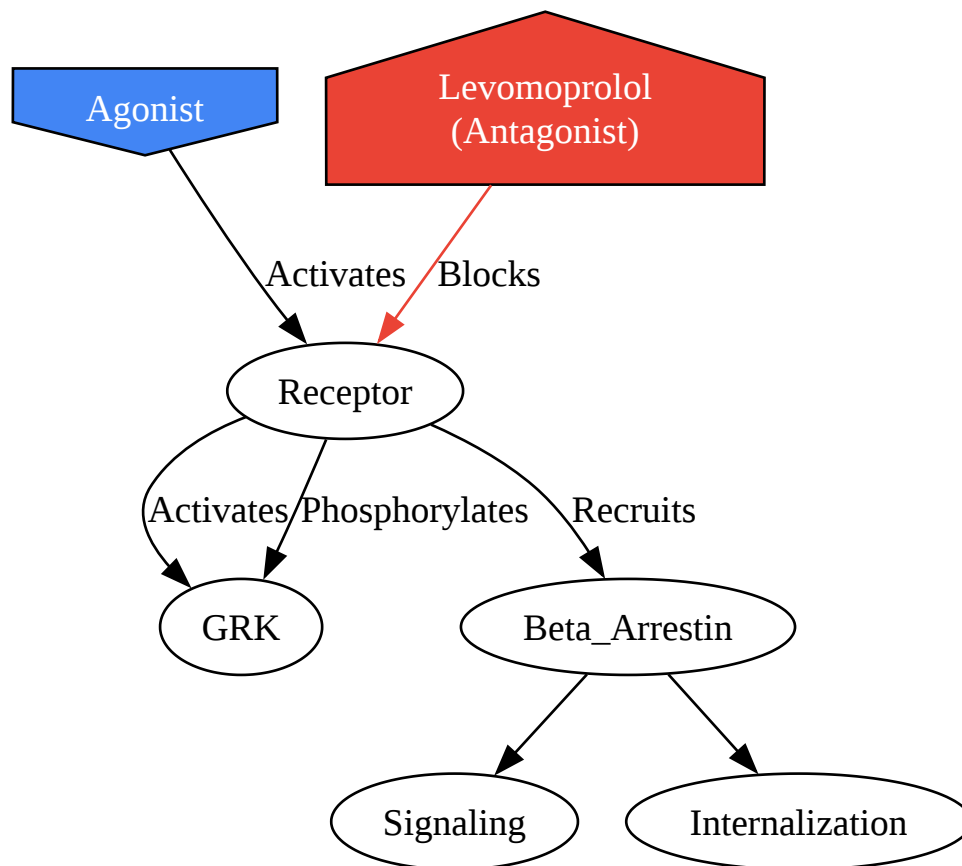 Agonist
Levomoprolol
(Antagonist)
Activates
Blocks
Receptor
Activates
Phosphorylates
Recruits
GRK
Beta_Arrestin
Signaling
Internalization